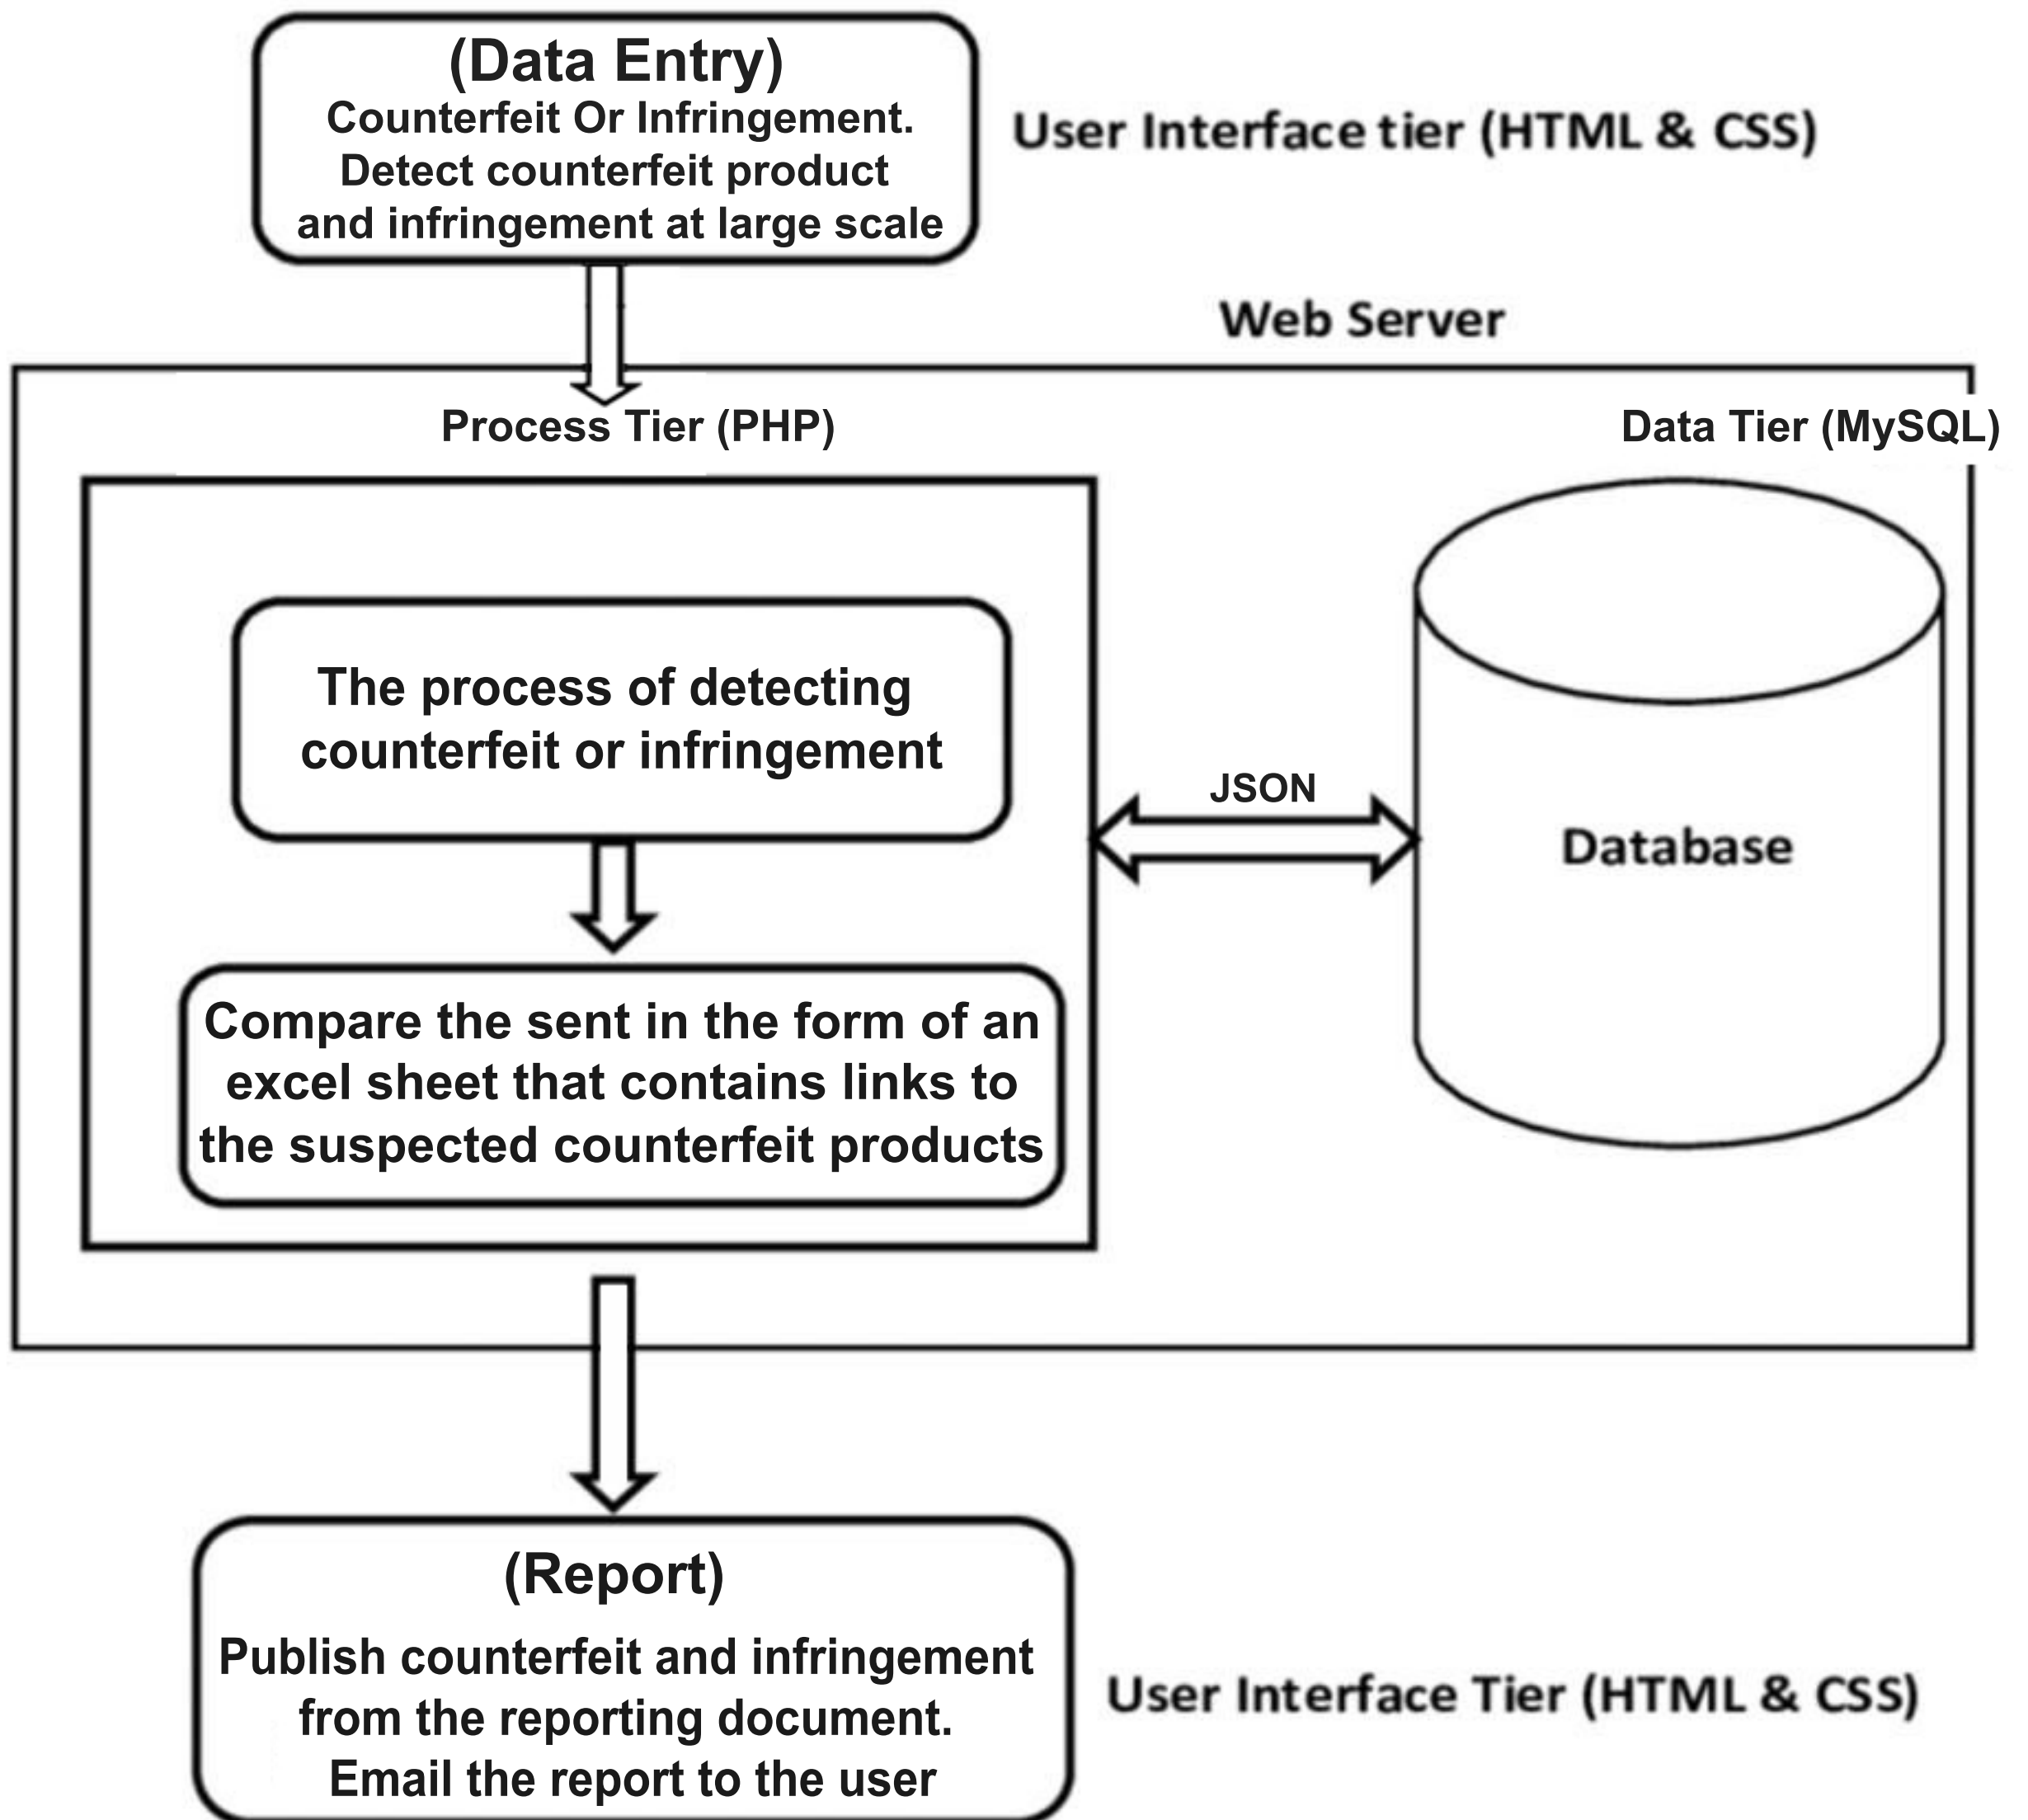 (Data Entry)
Counterfeit Or Infringement.
Detect counterfeit product
and infringement at large scale
User Interface tier (HTML & CSS)
Web Server
Process Tier (PHP)
Data Tier (MySQL)
The process of detecting
counterfeit or infringement
JSON
Database
Compare the sent in the form of an
excel sheet that contains links to
the suspected counterfeit products
(Report)
Publish counterfeit and infringement
from the reporting document.
Email the report to the user
User Interface Tier (HTML & CSS)